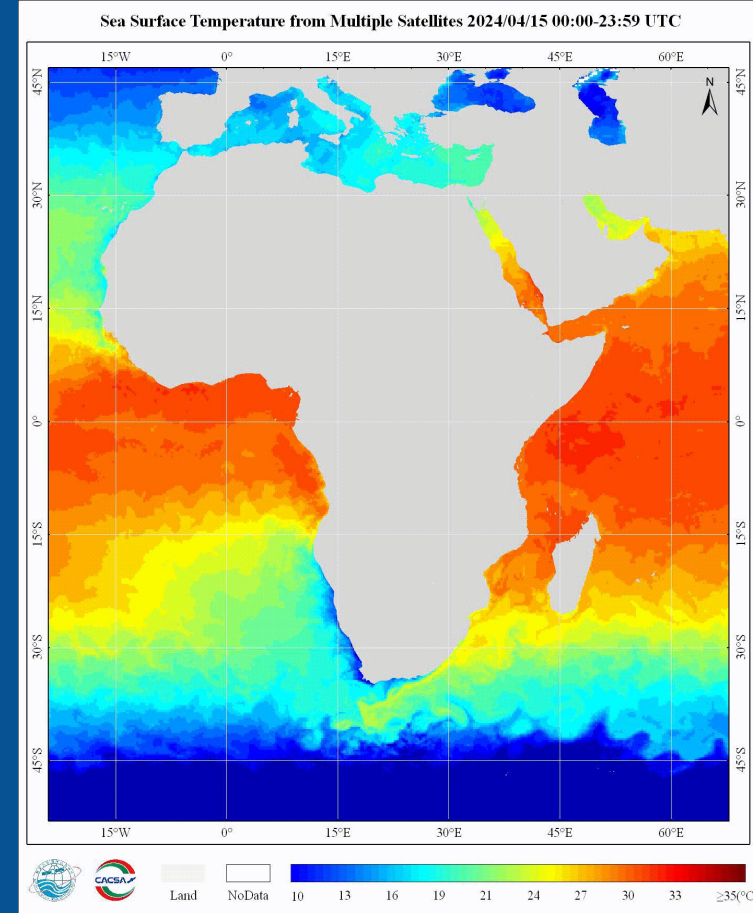 Sea Surface Temperature from Multiple Satellites 2024/04/15 00:00-23:59 UTC
15°W 0° 15°E 30°E 45°E 60°E
45°N 45°N
N
30°N 30°N
15°N 15°N
0° 0°
15°S 15°S
30°S 30°S
45°S 45°S
15°W 0° 15°E 30°E 45°E 60°E
CACSA
Land NoData 10 13 16 19 21 24 27 30 33 ≥35(°C